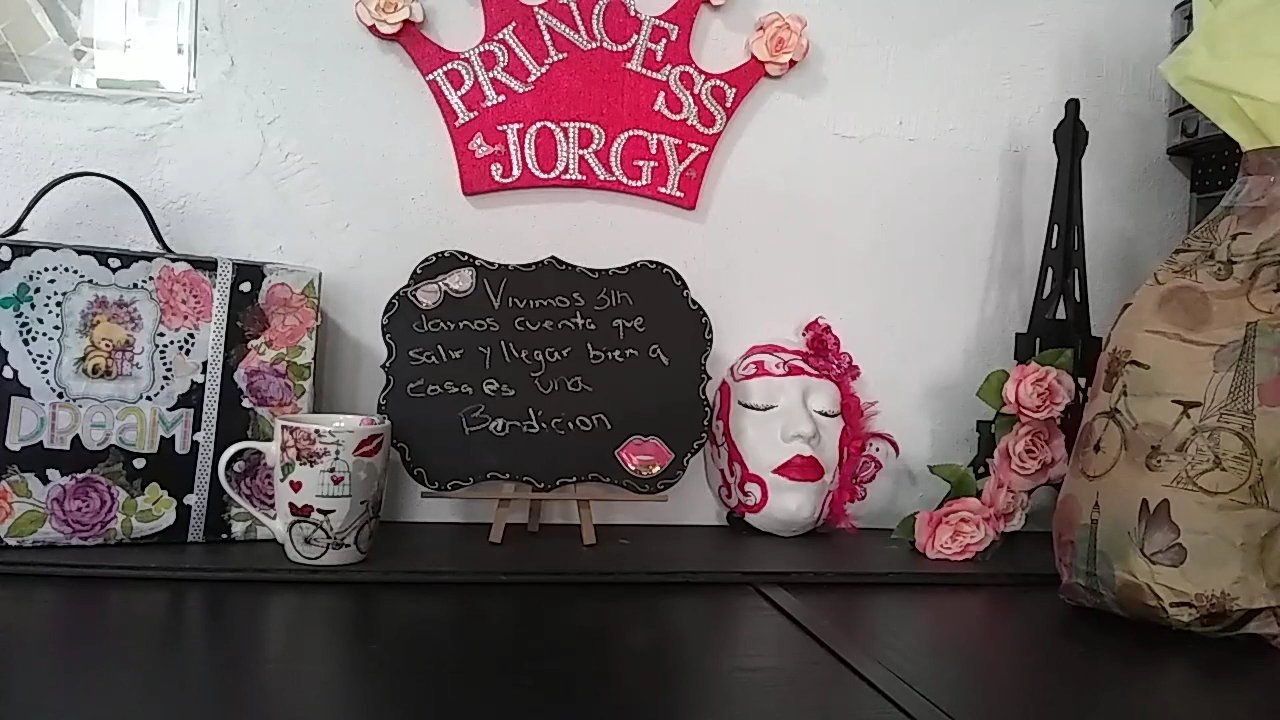 PRINCESS
JORGY
Vivimos sin
darnos cuenta que
salir y llegar bien a
casa es una
Bendicion
DREAM